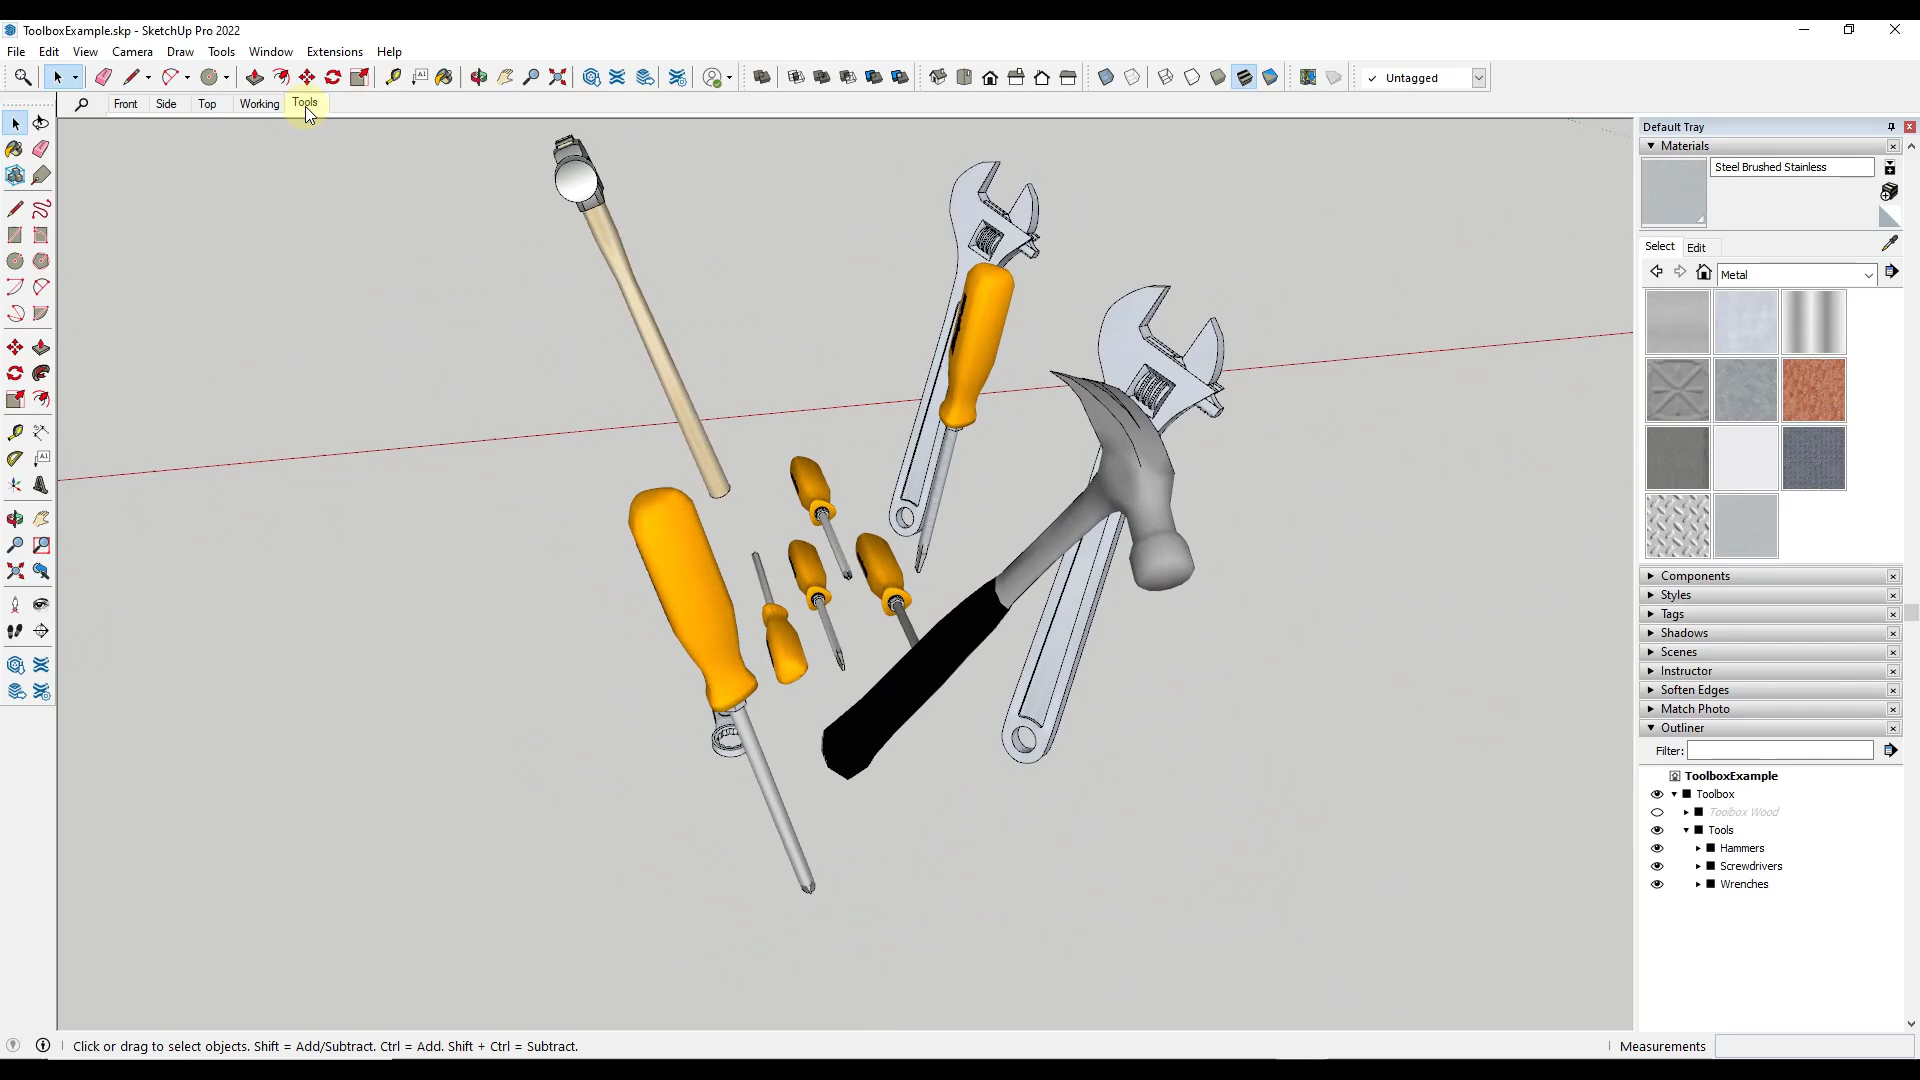 ToolboxExample.skp - SketchUp Pro 2022
File Edit View Camera Draw Tools Window Extensions Help
Untagged
Front Side Top Working Tools
Default Tray
Materials
Steel Brushed Stainless
Select Edit
Metal
Components
Styles
Tags
Shadows
Scenes
Instructor
Soften Edges
Match Photo
Outliner
Filter:
ToolboxExample
Toolbox
Toolbox Wood
Tools
Hammers
Screwdrivers
Wrenches
Click or drag to select objects. Shift = Add/Subtract. Ctrl = Add. Shift + Ctrl = Subtract.
Measurements